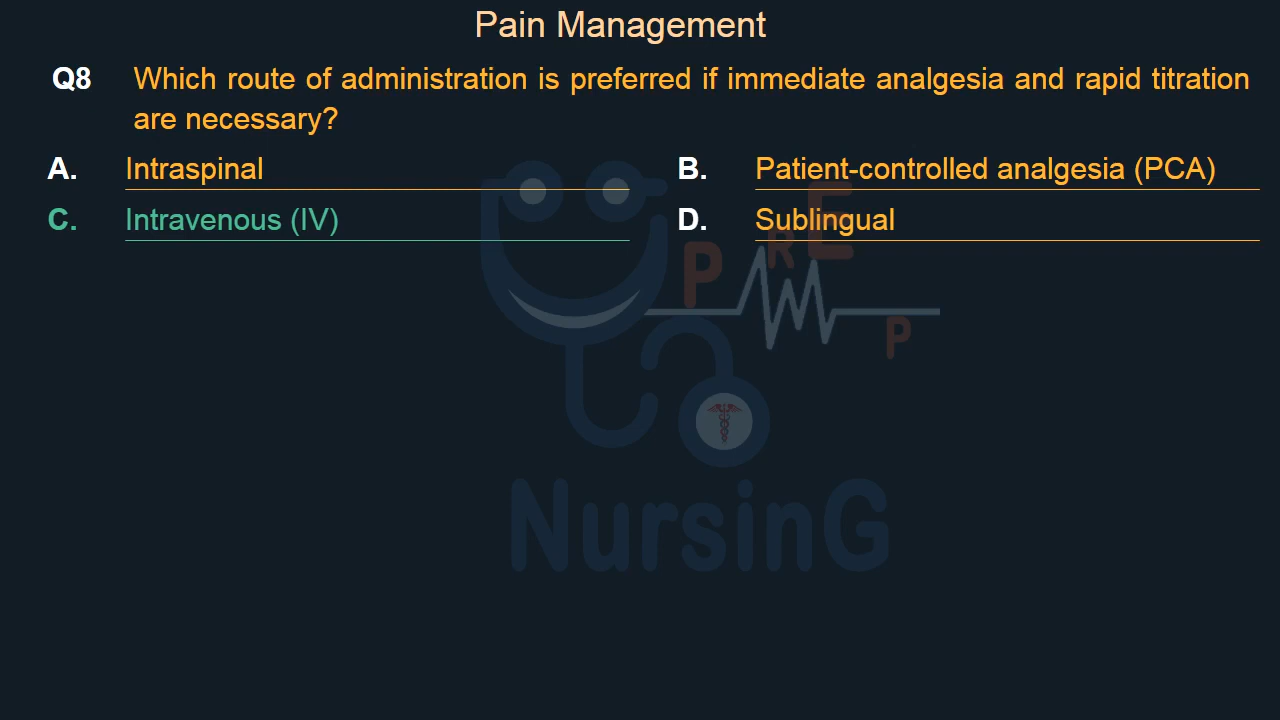 Pain Management
Q8 Which route of administration is preferred if immediate analgesia and rapid titration
are necessary?
A. Intraspinal
B. Patient-controlled analgesia (PCA)
C. Intravenous (IV)
D. Sublingual
PREP
NursinG